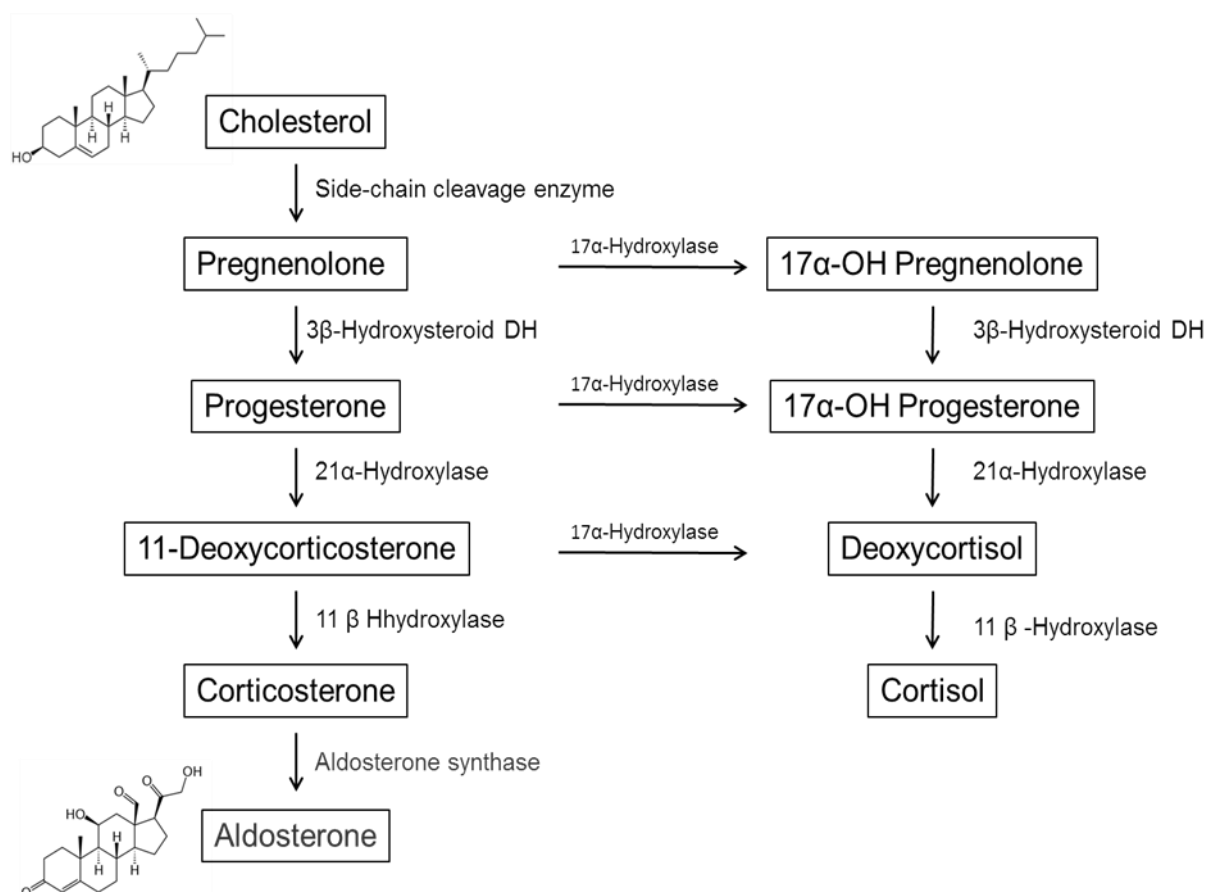 HO
H
H
H
Cholesterol
Side-chain cleavage enzyme
Pregnenolone
17α-Hydroxylase
17α-OH Pregnenolone
3β-Hydroxysteroid DH
3β-Hydroxysteroid DH
Progesterone
17α-Hydroxylase
17α-OH Progesterone
21α-Hydroxylase
21α-Hydroxylase
11-Deoxycorticosterone
17α-Hydroxylase
Deoxycortisol
11 β Hhydroxylase
11 β -Hydroxylase
Corticosterone
Cortisol
Aldosterone synthase
OH
O
O
HO
H
H
H
O
Aldosterone